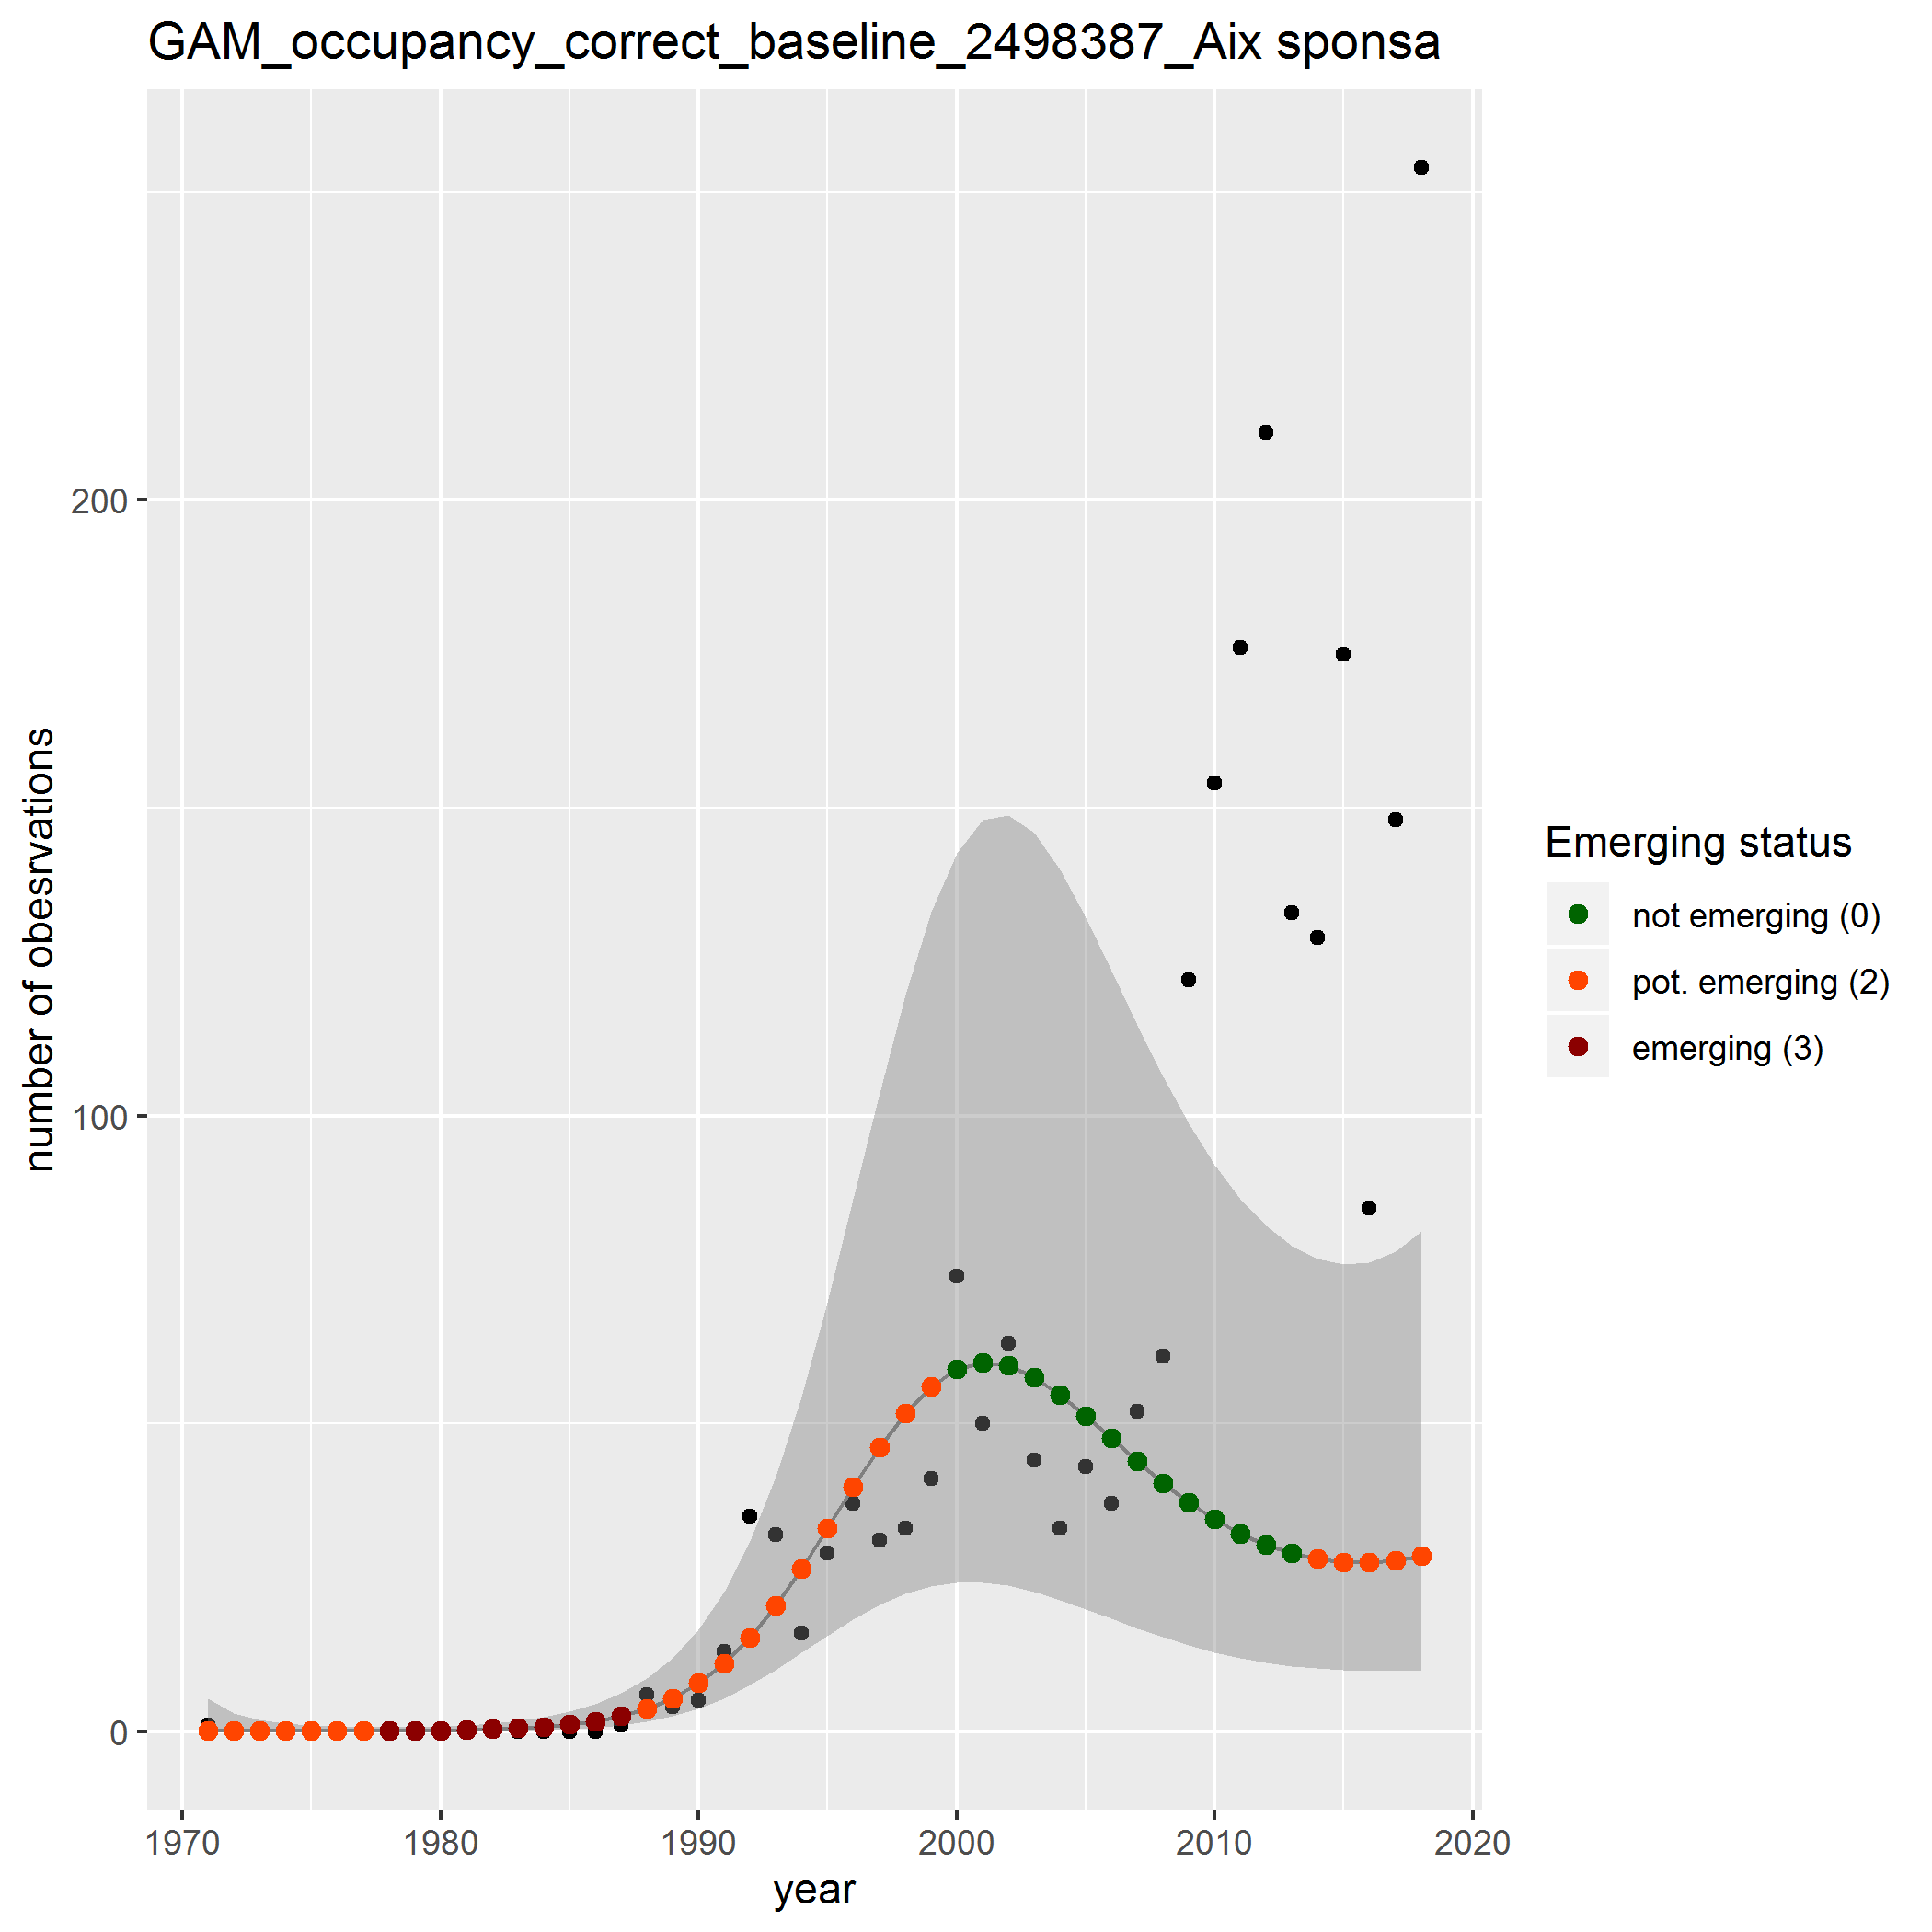 GAM_occupancy_correct_baseline_2498387_Aix sponsa
number of obesrvations
200
100
0
1970
1980
1990
2000
2010
2020
year
Emerging status
not emerging (0)
pot. emerging (2)
emerging (3)